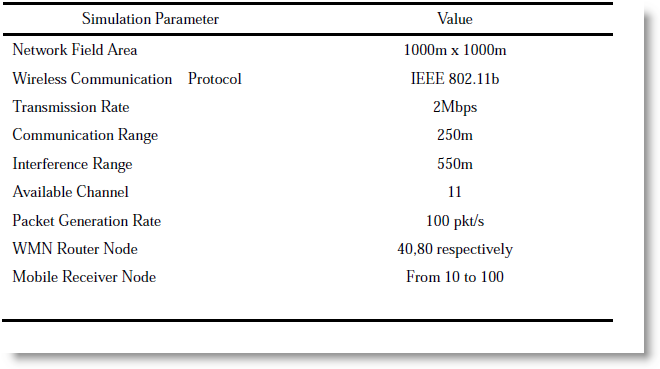 Simulation Parameter Value
Network Field Area 1000m x 1000m
Wireless Communication Protocol IEEE 802.11b
Transmission Rate 2Mbps
Communication Range 250m
Interference Range 550m
Available Channel 11
Packet Generation Rate 100 pkt/s
WMN Router Node 40,80 respectively
Mobile Receiver Node From 10 to 100